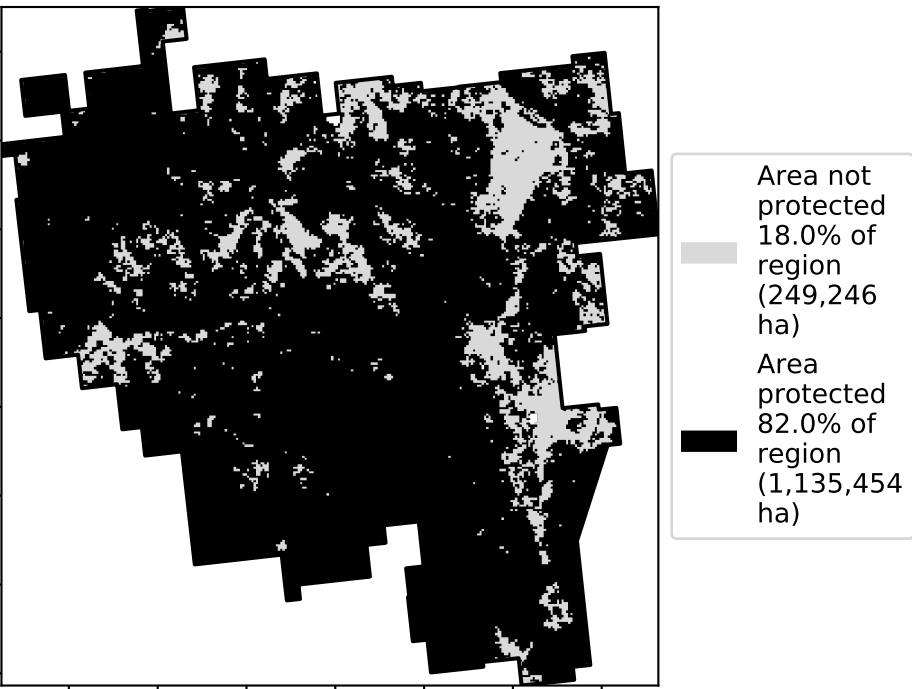 Area not
protected
18.0% of
region
(249,246
ha)
Area
protected
82.0% of
region
(1,135,454
ha)